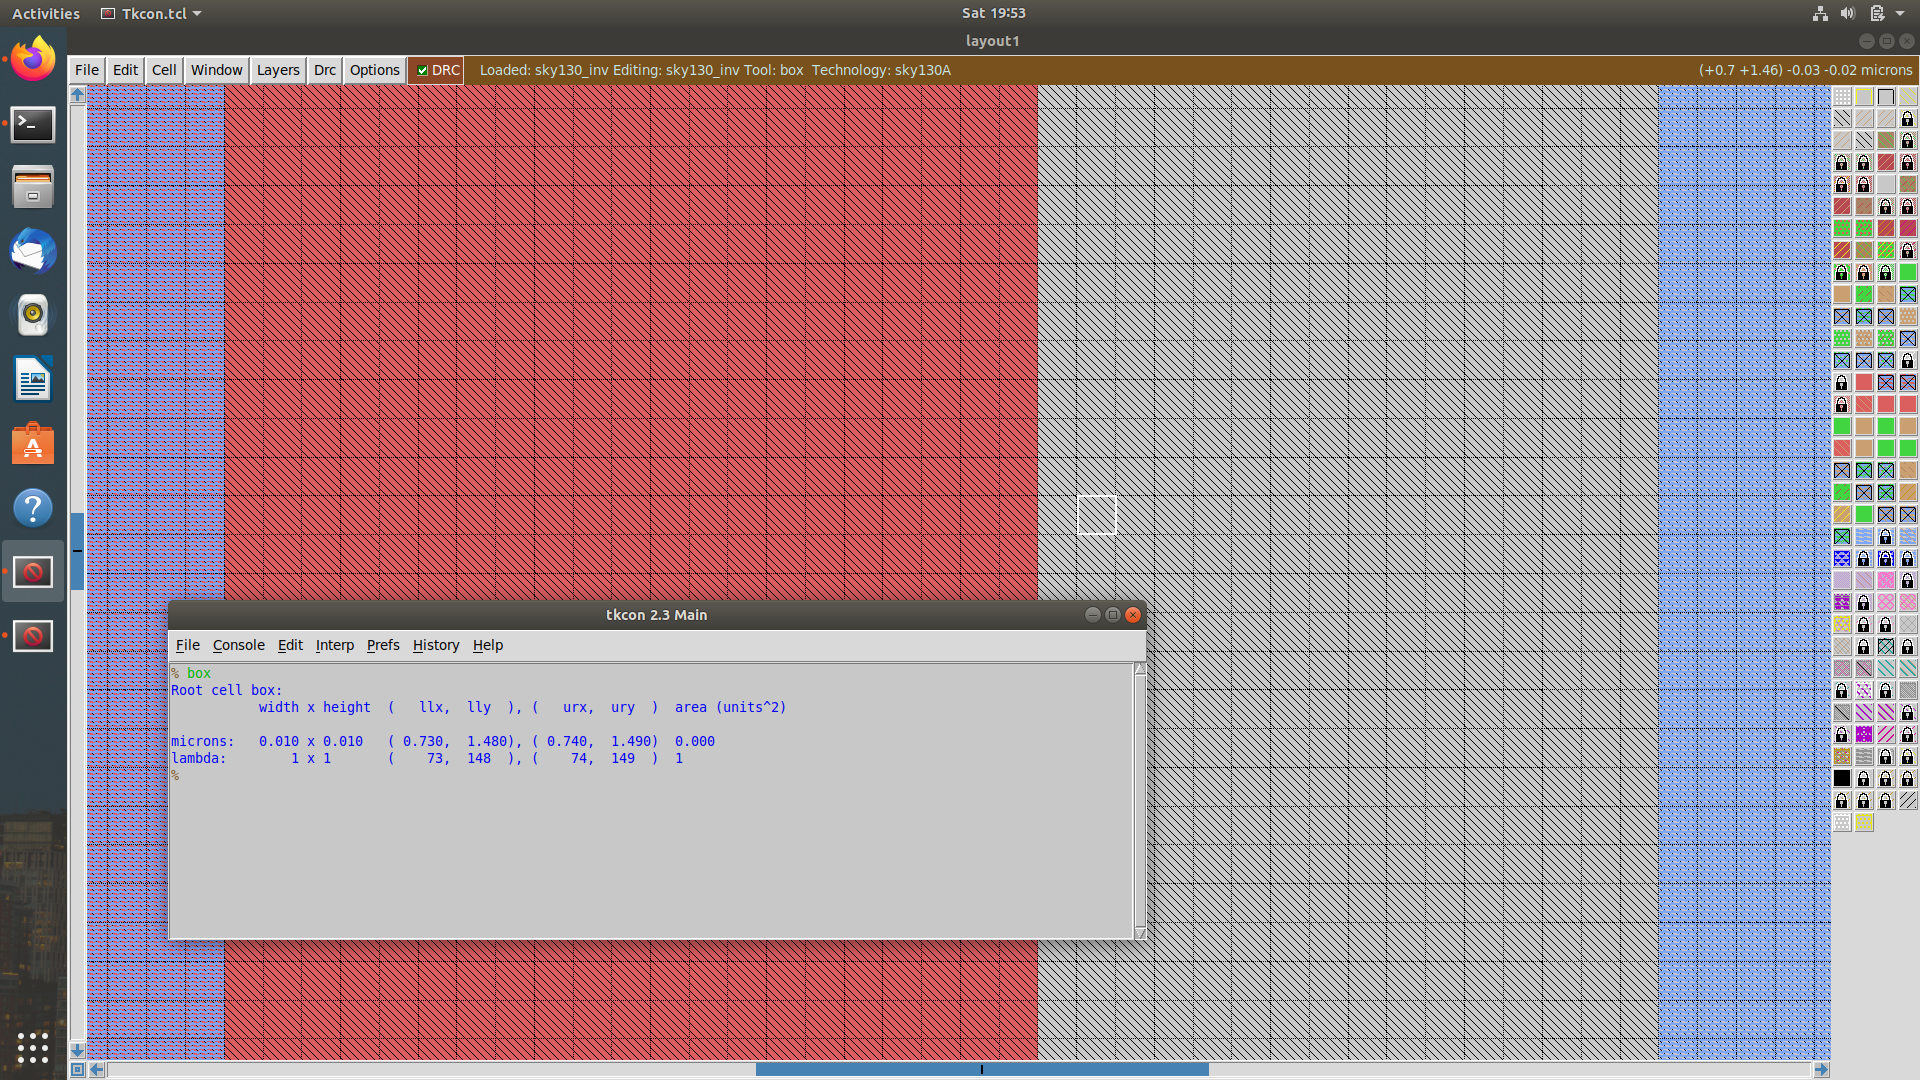 Activities Tkcon.tcl Sat 19:53
layout1
File Edit Cell Window Layers Drc Options DRC Loaded: sky130_inv Editing: sky130_inv Tool: box Technology: sky130A (+0.7 +1.46) -0.03 -0.02 microns
tkcon 2.3 Main
File Console Edit Interp Prefs History Help
% box
Root cell box:
width x height ( llx, lly ), ( urx, ury ) area (units^2)
microns: 0.010 x 0.010 ( 0.730, 1.480), ( 0.740, 1.490) 0.000
lambda: 1 x 1 ( 73, 148 ), ( 74, 149 ) 1
%